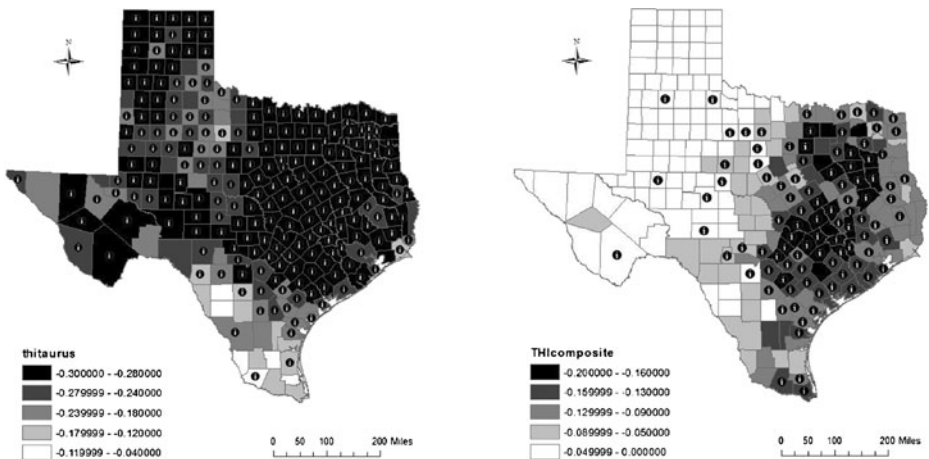 N
thitaurus
-0.300000 - -0.280000
-0.279999 - -0.240000
-0.239999 - -0.180000
-0.179999 - -0.120000
-0.119999 - -0.040000
0 50 100 200 Miles
N
THIcomposite
-0.200000 - -0.160000
-0.159999 - -0.130000
-0.129999 - -0.090000
-0.089999 - -0.050000
-0.049999 - 0.000000
0 50 100 200 Miles